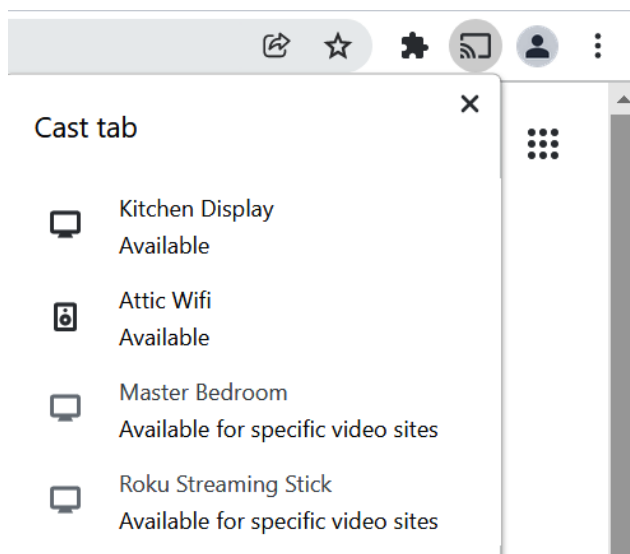 Cast tab
Kitchen Display
Available
Attic Wifi
Available
Master Bedroom
Available for specific video sites
Roku Streaming Stick
Available for specific video sites